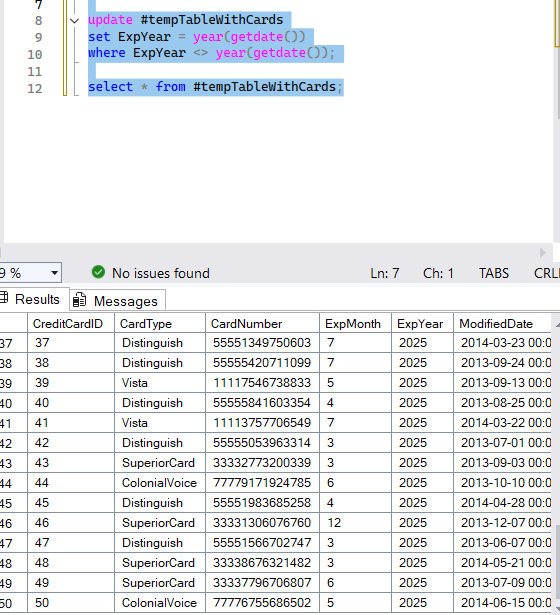 7
8 update #tempTableWithCards
9 set ExpYear = year(getdate())
10 where ExpYear <> year(getdate());
11
12 select * from #tempTableWithCards;
9 % No issues found Ln: 7 Ch: 1 TABS CRL
Results Messages
CreditCardID CardType CardNumber ExpMonth ExpYear ModifiedDate
37 37 Distinguish 55551349750603 7 2025 2014-03-23 00:0
38 38 Distinguish 55555420711099 7 2025 2013-09-24 00:0
39 39 Vista 11117546738833 5 2025 2013-09-13 00:0
40 40 Distinguish 55555841603354 4 2025 2013-08-25 00:0
41 41 Vista 11113757706549 7 2025 2014-03-22 00:0
42 42 Distinguish 55555053963314 3 2025 2013-07-01 00:0
43 43 SuperiorCard 33332773200339 3 2025 2013-09-03 00:0
44 44 ColonialVoice 77779171924785 6 2025 2013-10-10 00:0
45 45 Distinguish 55551983685258 4 2025 2014-04-28 00:0
46 46 SuperiorCard 33331306076760 12 2025 2013-12-07 00:0
47 47 Distinguish 55551566702747 3 2025 2013-06-07 00:0
48 48 SuperiorCard 33338676321482 3 2025 2014-05-21 00:0
49 49 SuperiorCard 33337796706807 6 2025 2013-07-09 00:0
50 50 ColonialVoice 77776755686502 5 2025 2014-06-15 00:0